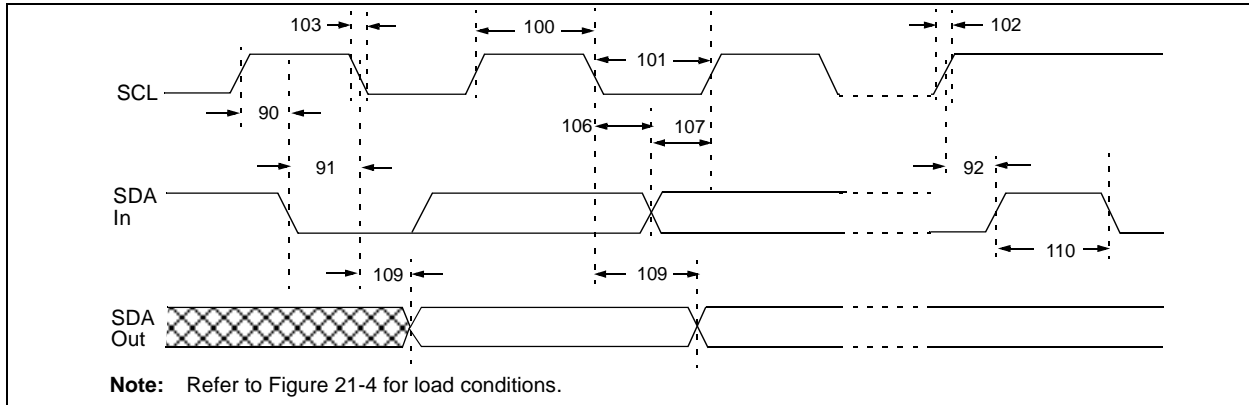 103
100
102
101
SCL
90
106
107
91
92
SDA
In
109
109
110
SDA
Out
Note: Refer to Figure 21-4 for load conditions.